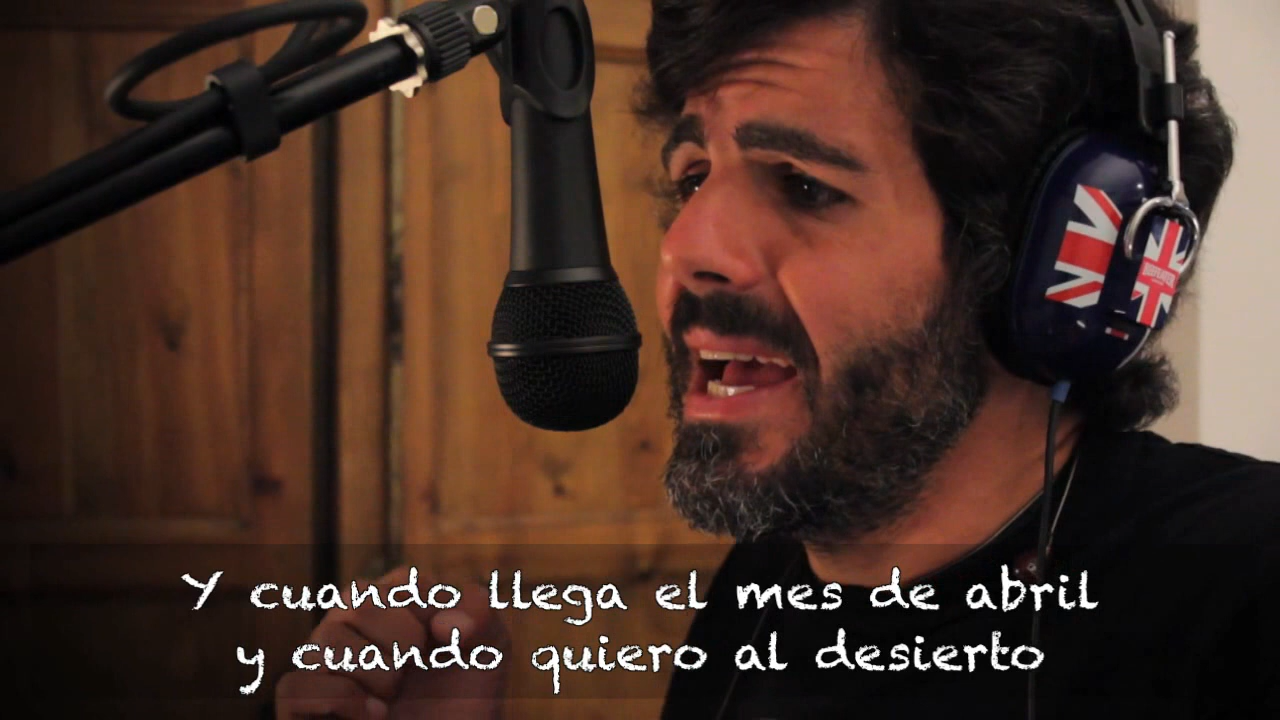 Y cuando llega el mes de abril
y cuando quiero al desierto